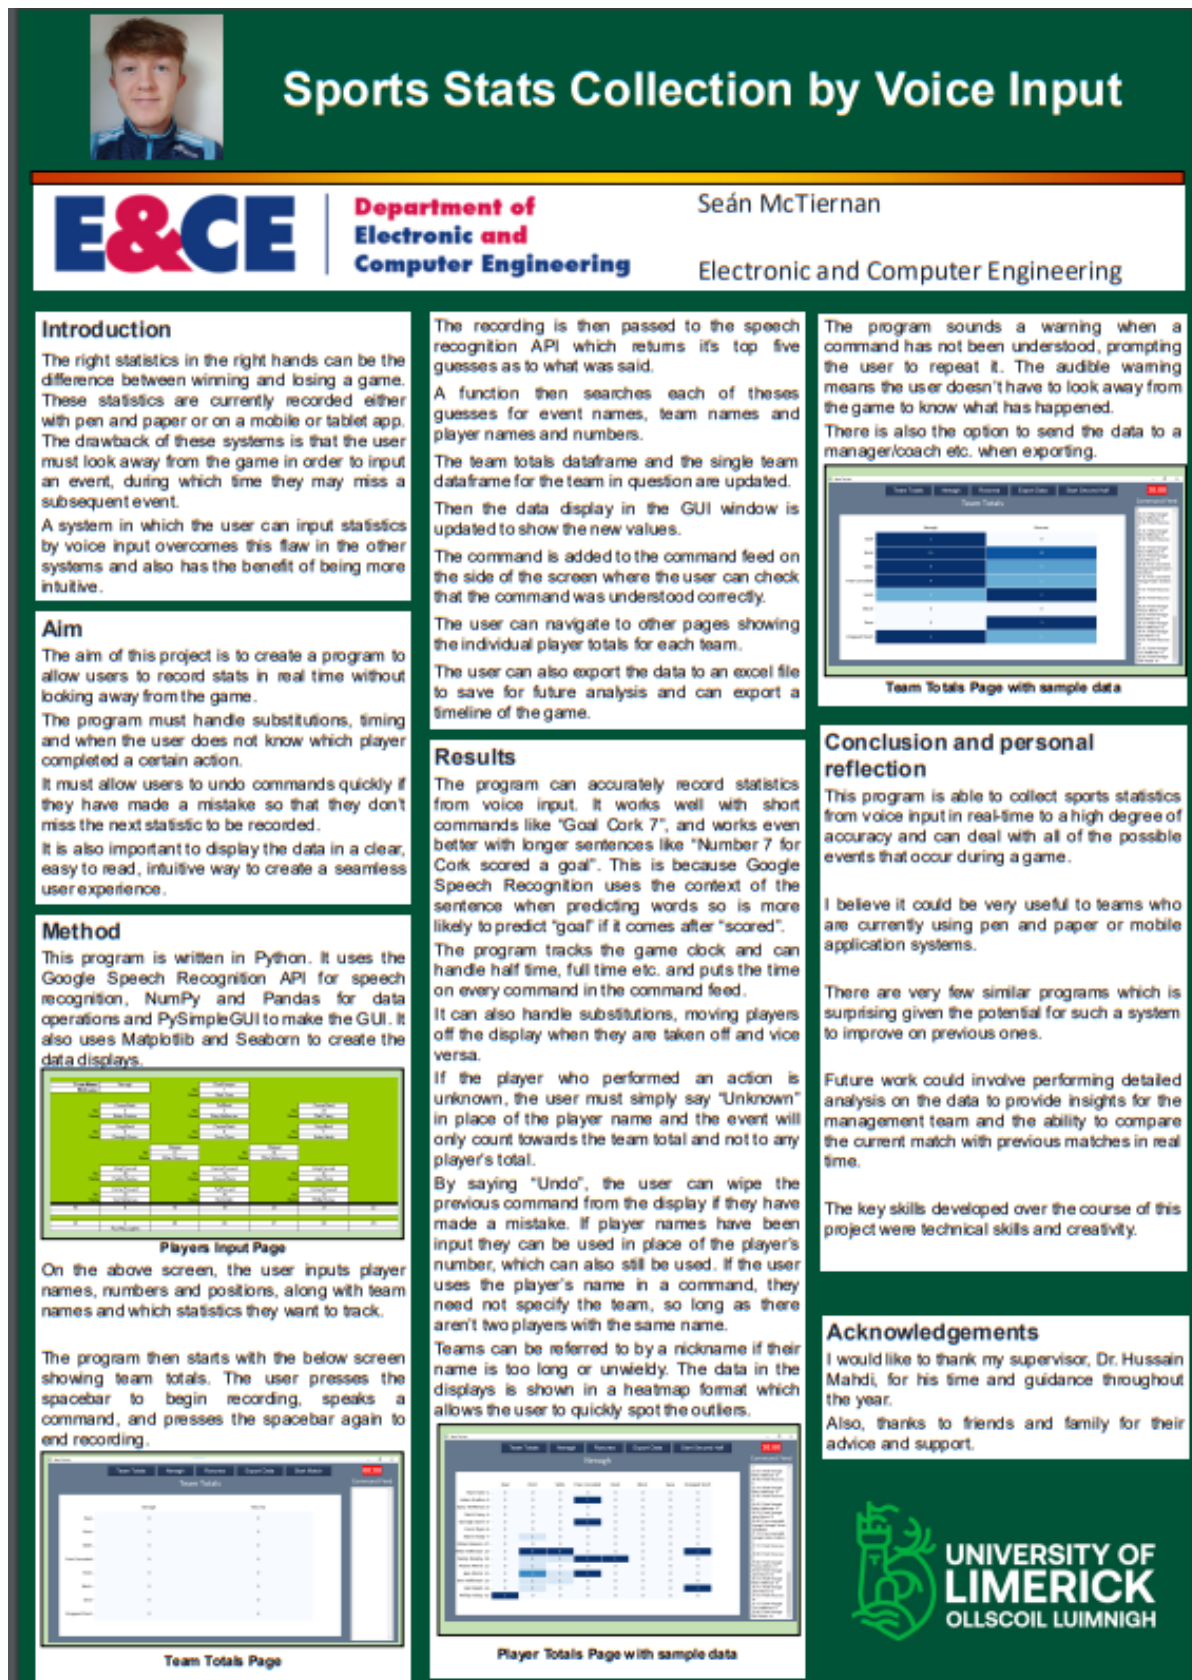 Sports Stats Collection by Voice Input
E&CE
Department of
Electronic and
Computer Engineering
Seán McTiernan
Electronic and Computer Engineering
Introduction
The right statistics in the right hands can be the
difference between winning and losing a game.
These statistics are currently recorded either
with pen and paper or on a mobile or tablet app.
The drawback of these systems is that the user
must look away from the game in order to input
an event, during which time they may miss a
subsequent event.
A system in which the user can input statistics
by voice input overcomes this flaw in the other
systems and also has the benefit of being more
intuitive.
Aim
The aim of this project is to create a program to
allow users to record stats in real time without
looking away from the game.
The program must handle substitutions, timing
and when the user does not know which player
completed a certain action.
It must allow users to undo commands quickly if
they have made a mistake so that they don't
miss the next statistic to be recorded.
It is also important to display the data in a clear,
easy to read, intuitive way to create a seamless
user experience.
Method
This program is written in Python. It uses the
Google Speech Recognition API for speech
recognition, NumPy and Pandas for data
operations and PySimpleGUI to make the GUI. It
also uses Matplotlib and Seaborn to create the
data displays.
Players Input Page
On the above screen, the user inputs player
names, numbers and positions, along with team
names and which statistics they want to track.
The program then starts with the below screen
showing team totals. The user presses the
spacebar to begin recording, speaks a
command, and presses the spacebar again to
end recording.
Team Totals Nenagh Export Data Start Match 00:00
Team Totals
Command Feed
Team Totals Page
The recording is then passed to the speech
recognition API which returns it's top five
guesses as to what was said.
A function then searches each of theses
guesses for event names, team names and
player names and numbers.
The team totals dataframe and the single team
dataframe for the team in question are updated.
Then the data display in the GUI window is
updated to show the new values.
The command is added to the command feed on
the side of the screen where the user can check
that the command was understood correctly.
The user can navigate to other pages showing
the individual player totals for each team.
The user can also export the data to an excel file
to save for future analysis and can export a
timeline of the game.
Results
The program can accurately record statistics
from voice input. It works well with short
commands like "Goal Cork 7", and works even
better with longer sentences like "Number 7 for
Cork scored a goal". This is because Google
Speech Recognition uses the context of the
sentence when predicting words so is more
likely to predict "goal" if it comes after "scored".
The program tracks the game clock and can
handle half time, full time etc. and puts the time
on every command in the command feed.
It can also handle substitutions, moving players
off the display when they are taken off and vice
versa.
If the player who performed an action is
unknown, the user must simply say "Unknown"
in place of the player name and the event will
only count towards the team total and not to any
player's total.
By saying "Undo", the user can wipe the
previous command from the display if they have
made a mistake. If player names have been
input they can be used in place of the player's
number, which can also still be used. If the user
uses the player's name in a command, they
need not specify the team, so long as there
aren't two players with the same name.
Teams can be referred to by a nickname if their
name is too long or unwieldy. The data in the
displays is shown in a heatmap format which
allows the user to quickly spot the outliers.
Team Totals Nenagh Export Data Start Second Half
Nenagh
Command Feed
Player Totals Page with sample data
The program sounds a warning when a
command has not been understood, prompting
the user to repeat it. The audible warning
means the user doesn't have to look away from
the game to know what has happened.
There is also the option to send the data to a
manager/coach etc. when exporting.
Team Totals Nenagh Export Data Start Second Half
Team Totals
Command Feed
Team Totals Page with sample data
Conclusion and personal
reflection
This program is able to collect sports statistics
from voice input in real-time to a high degree of
accuracy and can deal with all of the possible
events that occur during a game.
I believe it could be very useful to teams who
are currently using pen and paper or mobile
application systems.
There are very few similar programs which is
surprising given the potential for such a system
to improve on previous ones.
Future work could involve performing detailed
analysis on the data to provide insights for the
management team and the ability to compare
the current match with previous matches in real
time.
The key skills developed over the course of this
project were technical skills and creativity.
Acknowledgements
I would like to thank my supervisor, Dr. Hussain
Mahdi, for his time and guidance throughout
the year.
Also, thanks to friends and family for their
advice and support.
UNIVERSITY OF
LIMERICK
OLLSCOIL LUIMNIGH